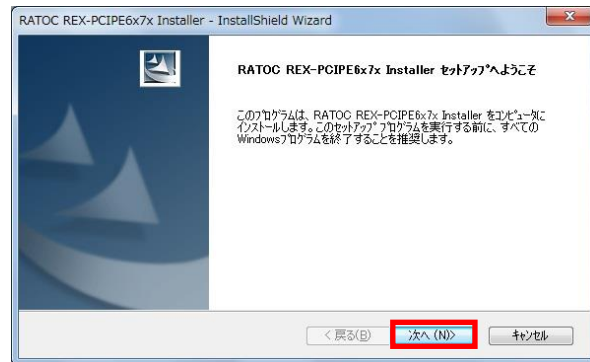 RATOC REX-PCIPE6x7x Installer - InstallShield Wizard
RATOC REX-PCIPE6x7x Installer ｾｯﾄｱｯﾌﾟへようこそ
このﾌﾟﾛｸﾞﾗﾑは、RATOC REX-PCIPE6x7x Installer をｺﾝﾋﾟｭｰﾀに
ｲﾝｽﾄｰﾙします。このｾｯﾄｱｯﾌﾟ ﾌﾟﾛｸﾞﾗﾑを実行する前に、すべての
Windowsﾌﾟﾛｸﾞﾗﾑを終了することを推奨します。
< 戻る(B)
次へ (N)>
ｷｬﾝｾﾙ